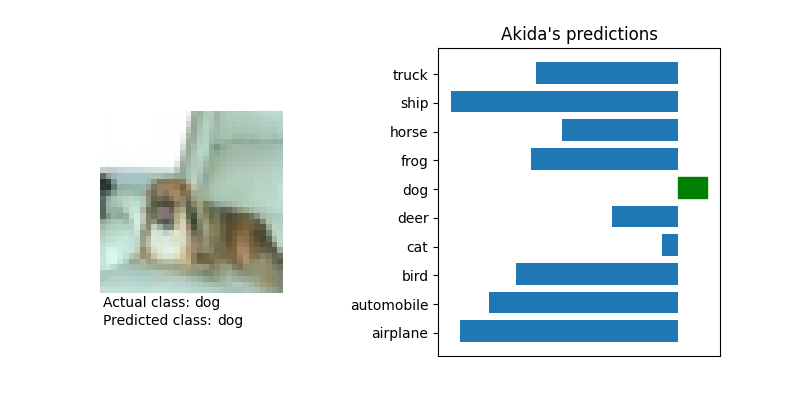 Akida's predictions
truck
ship
horse
frog
dog
deer
cat
bird
automobile
airplane
Actual class: dog
Predicted class: dog